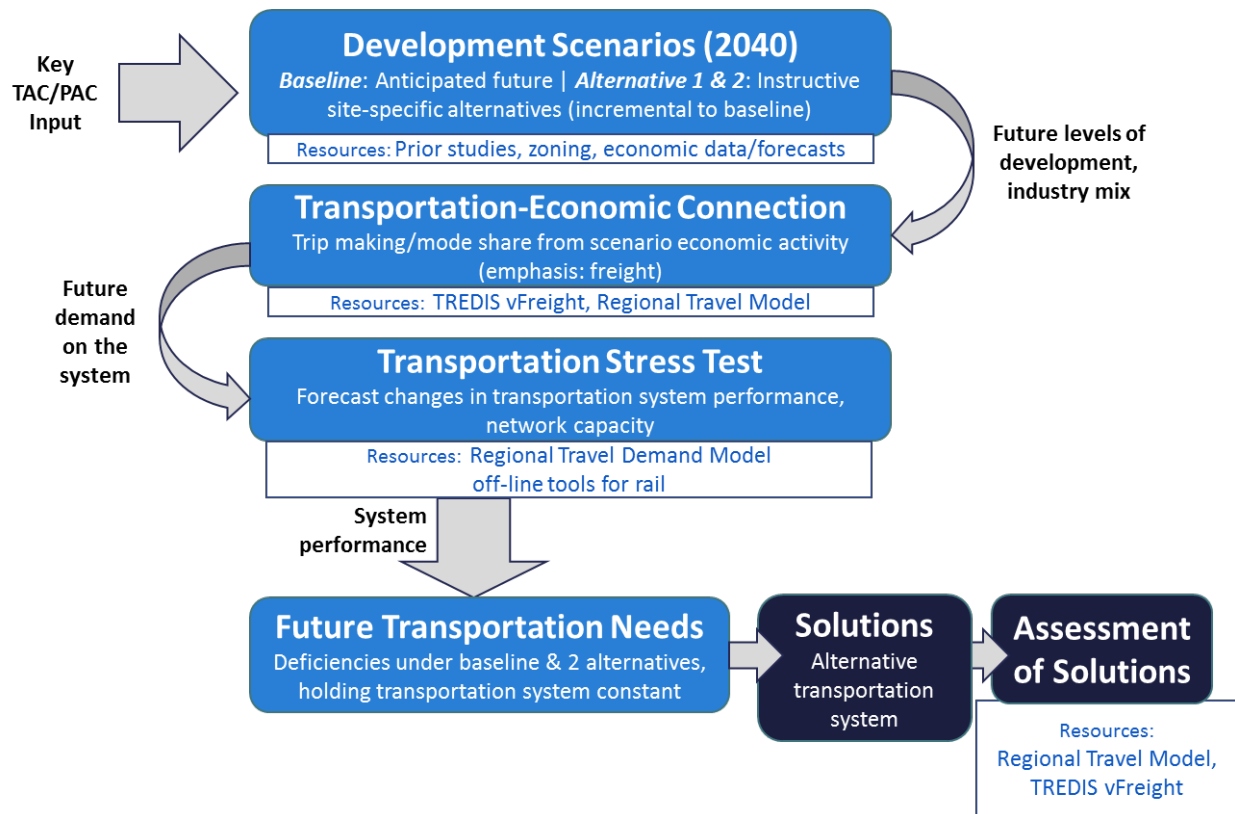 Key
TAC/PAC
Input
Development Scenarios (2040)
Baseline: Anticipated future | Alternative 1 & 2: Instructive
site-specific alternatives (incremental to baseline)
Resources: Prior studies, zoning, economic data/forecasts
Future levels of
development,
industry mix
Transportation-Economic Connection
Trip making/mode share from scenario economic activity
(emphasis: freight)
Resources: TREDIS vFreight, Regional Travel Model
Future
demand
on the
system
Transportation Stress Test
Forecast changes in transportation system performance,
network capacity
Resources: Regional Travel Demand Model
off-line tools for rail
System
performance
Future Transportation Needs
Deficiencies under baseline & 2 alternatives,
holding transportation system constant
Solutions
Alternative
transportation
system
Assessment
of Solutions
Resources:
Regional Travel Model,
TREDIS vFreight